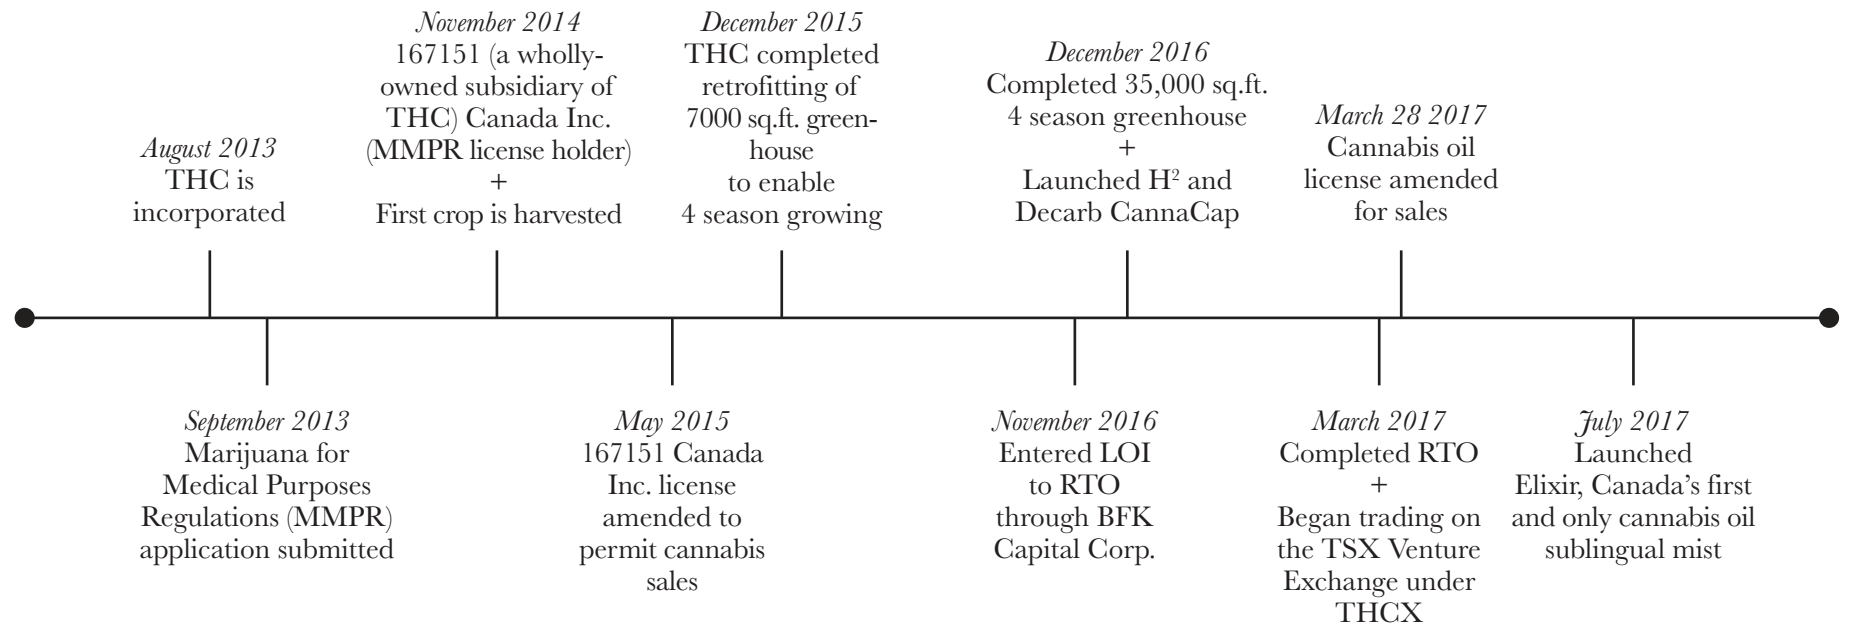 August 2013
THC is
incorporated
November 2014
167151 (a wholly-
owned subsidiary of
THC) Canada Inc.
(MMPR license holder)
+
First crop is harvested
December 2015
THC completed
retrofitting of
7000 sq.ft. green-
house
to enable
4 season growing
December 2016
Completed 35,000 sq.ft.
4 season greenhouse
+
Launched H² and
Decarb CannaCap
March 28 2017
Cannabis oil
license amended
for sales
September 2013
Marijuana for
Medical Purposes
Regulations (MMPR)
application submitted
May 2015
167151 Canada
Inc. license
amended to
permit cannabis
sales
November 2016
Entered LOI
to RTO
through BFK
Capital Corp.
March 2017
Completed RTO
+
Began trading on
the TSX Venture
Exchange under
THCX
July 2017
Launched
Elixir, Canada’s first
and only cannabis oil
sublingual mist